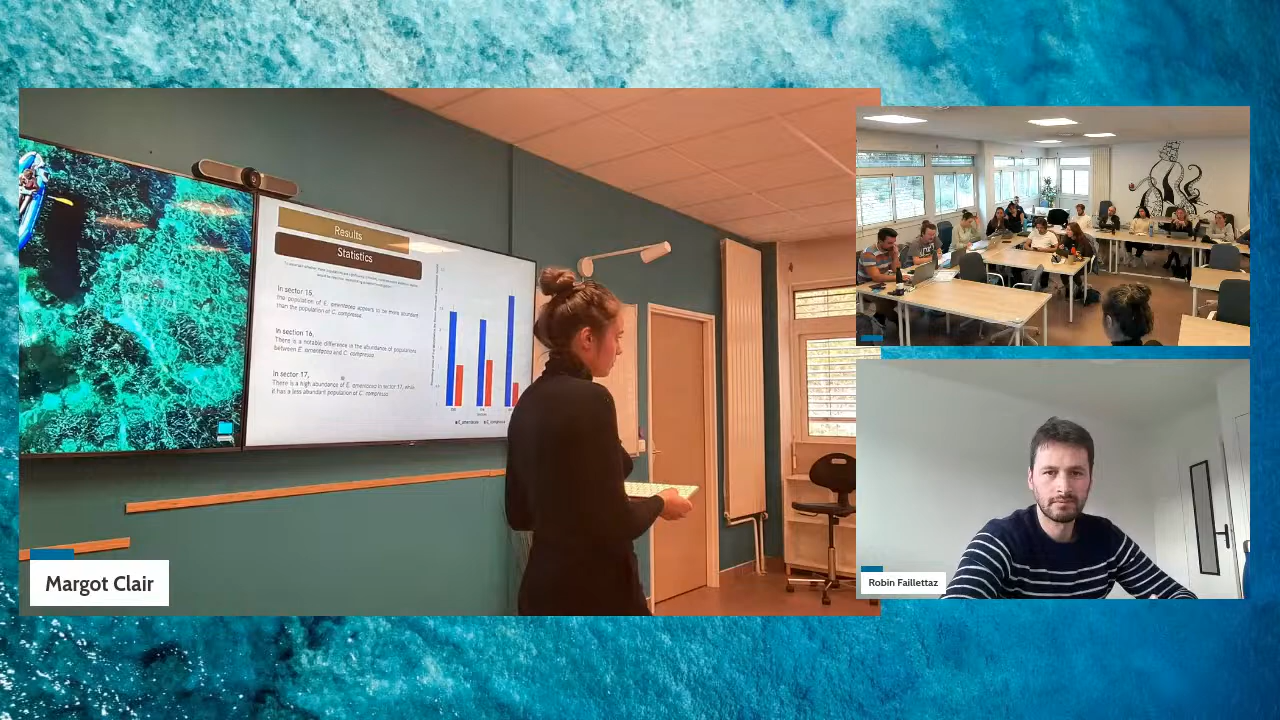 Results
Statistics
In sector 15,
the population of E. amentacea appears to be more abundant
than the population of C. compressa
In section 16,
There is a notable difference in the abundance of populations
between E. amentacea and C. compressa
In sector 17,
There is a high abundance of E. amentacea in sector 17, while
it has a less abundant population of C. compressa
E_amentacea C_compressa
Margot Clair
Robin Faillettaz